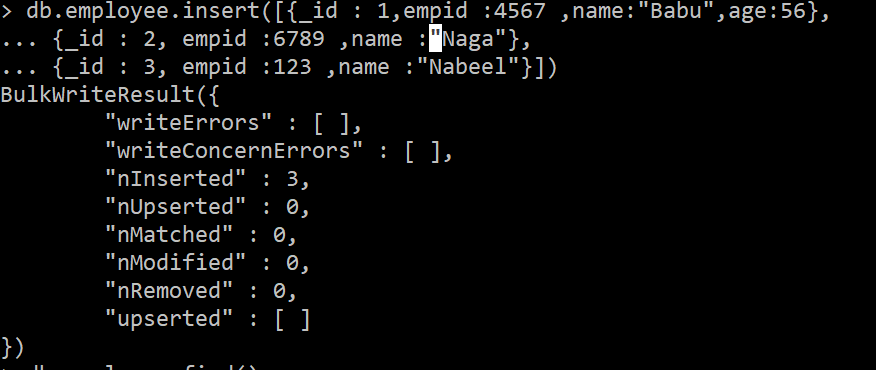 > db.employee.insert([{_id : 1,empid :4567 ,name:"Babu",age:56},
... {_id : 2, empid :6789 ,name :"Naga"},
... {_id : 3, empid :123 ,name :"Nabeel"}])
BulkWriteResult({
        "writeErrors" : [ ],
        "writeConcernErrors" : [ ],
        "nInserted" : 3,
        "nUpserted" : 0,
        "nMatched" : 0,
        "nModified" : 0,
        "nRemoved" : 0,
        "upserted" : [ ]
})